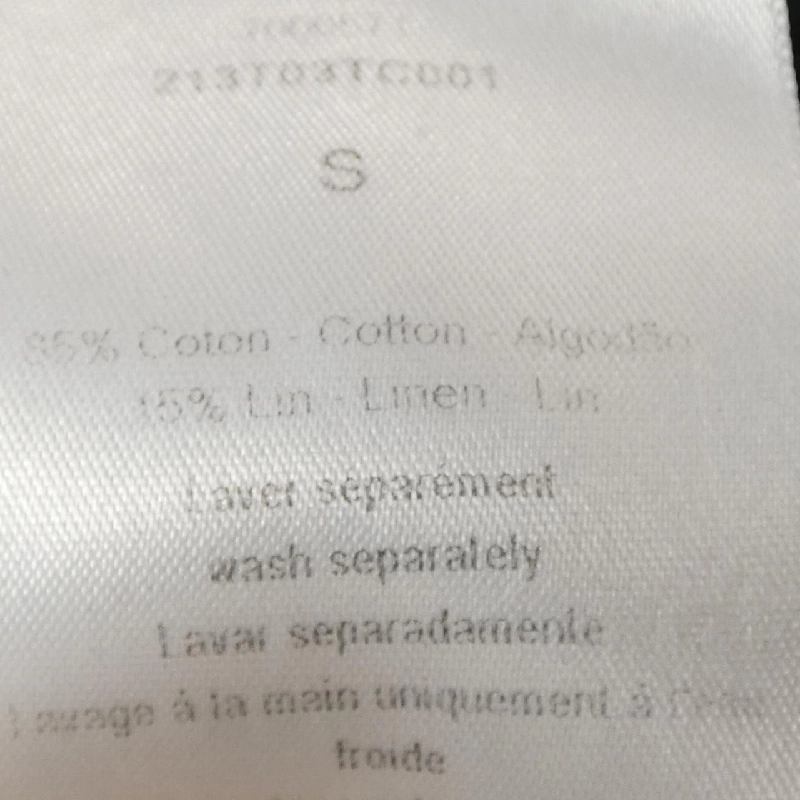 213T03TC001
S
85% Coton - Cotton - Algodão
15% Lin - Linen - Lin
Laver séparément
wash separately
Lavar separadamente
Lavage à la main uniquement à l'eau
froide